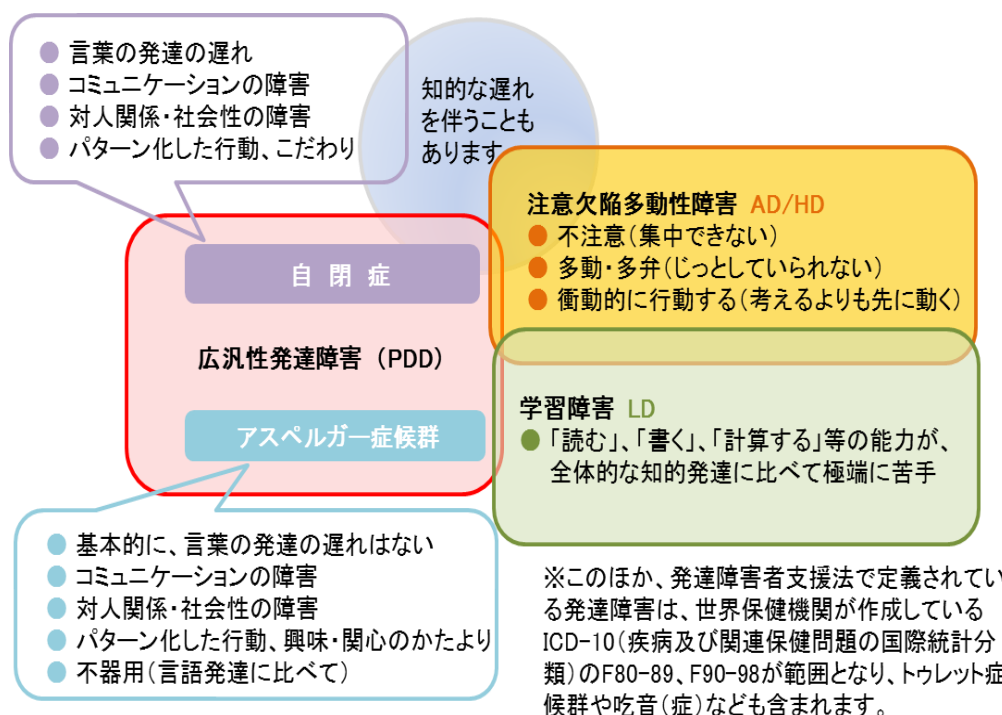 ● 言葉の発達の遅れ
● コミュニケーションの障害
● 対人関係・社会性の障害
● パターン化した行動、こだわり
知的な遅れ
を伴うことも
あります
注意欠陥多動性障害 AD/HD
● 不注意(集中できない)
● 多動・多弁(じっとしていられない)
● 衝動的に行動する(考えるよりも先に動く)
自 閉 症
広汎性発達障害 (PDD)
アスペルガー症候群
学習障害 LD
● 「読む」、「書く」、「計算する」等の能力が、
全体的な知的発達に比べて極端に苦手
● 基本的に、言葉の発達の遅れはない
● コミュニケーションの障害
● 対人関係・社会性の障害
● パターン化した行動、興味・関心のかたより
● 不器用(言語発達に比べて)
※このほか、発達障害者支援法で定義されてい
る発達障害は、世界保健機関が作成している
ICD-10(疾病及び関連保健問題の国際統計分
類)のF80-89、F90-98が範囲となり、トゥレット症
候群や吃音(症)なども含まれます。